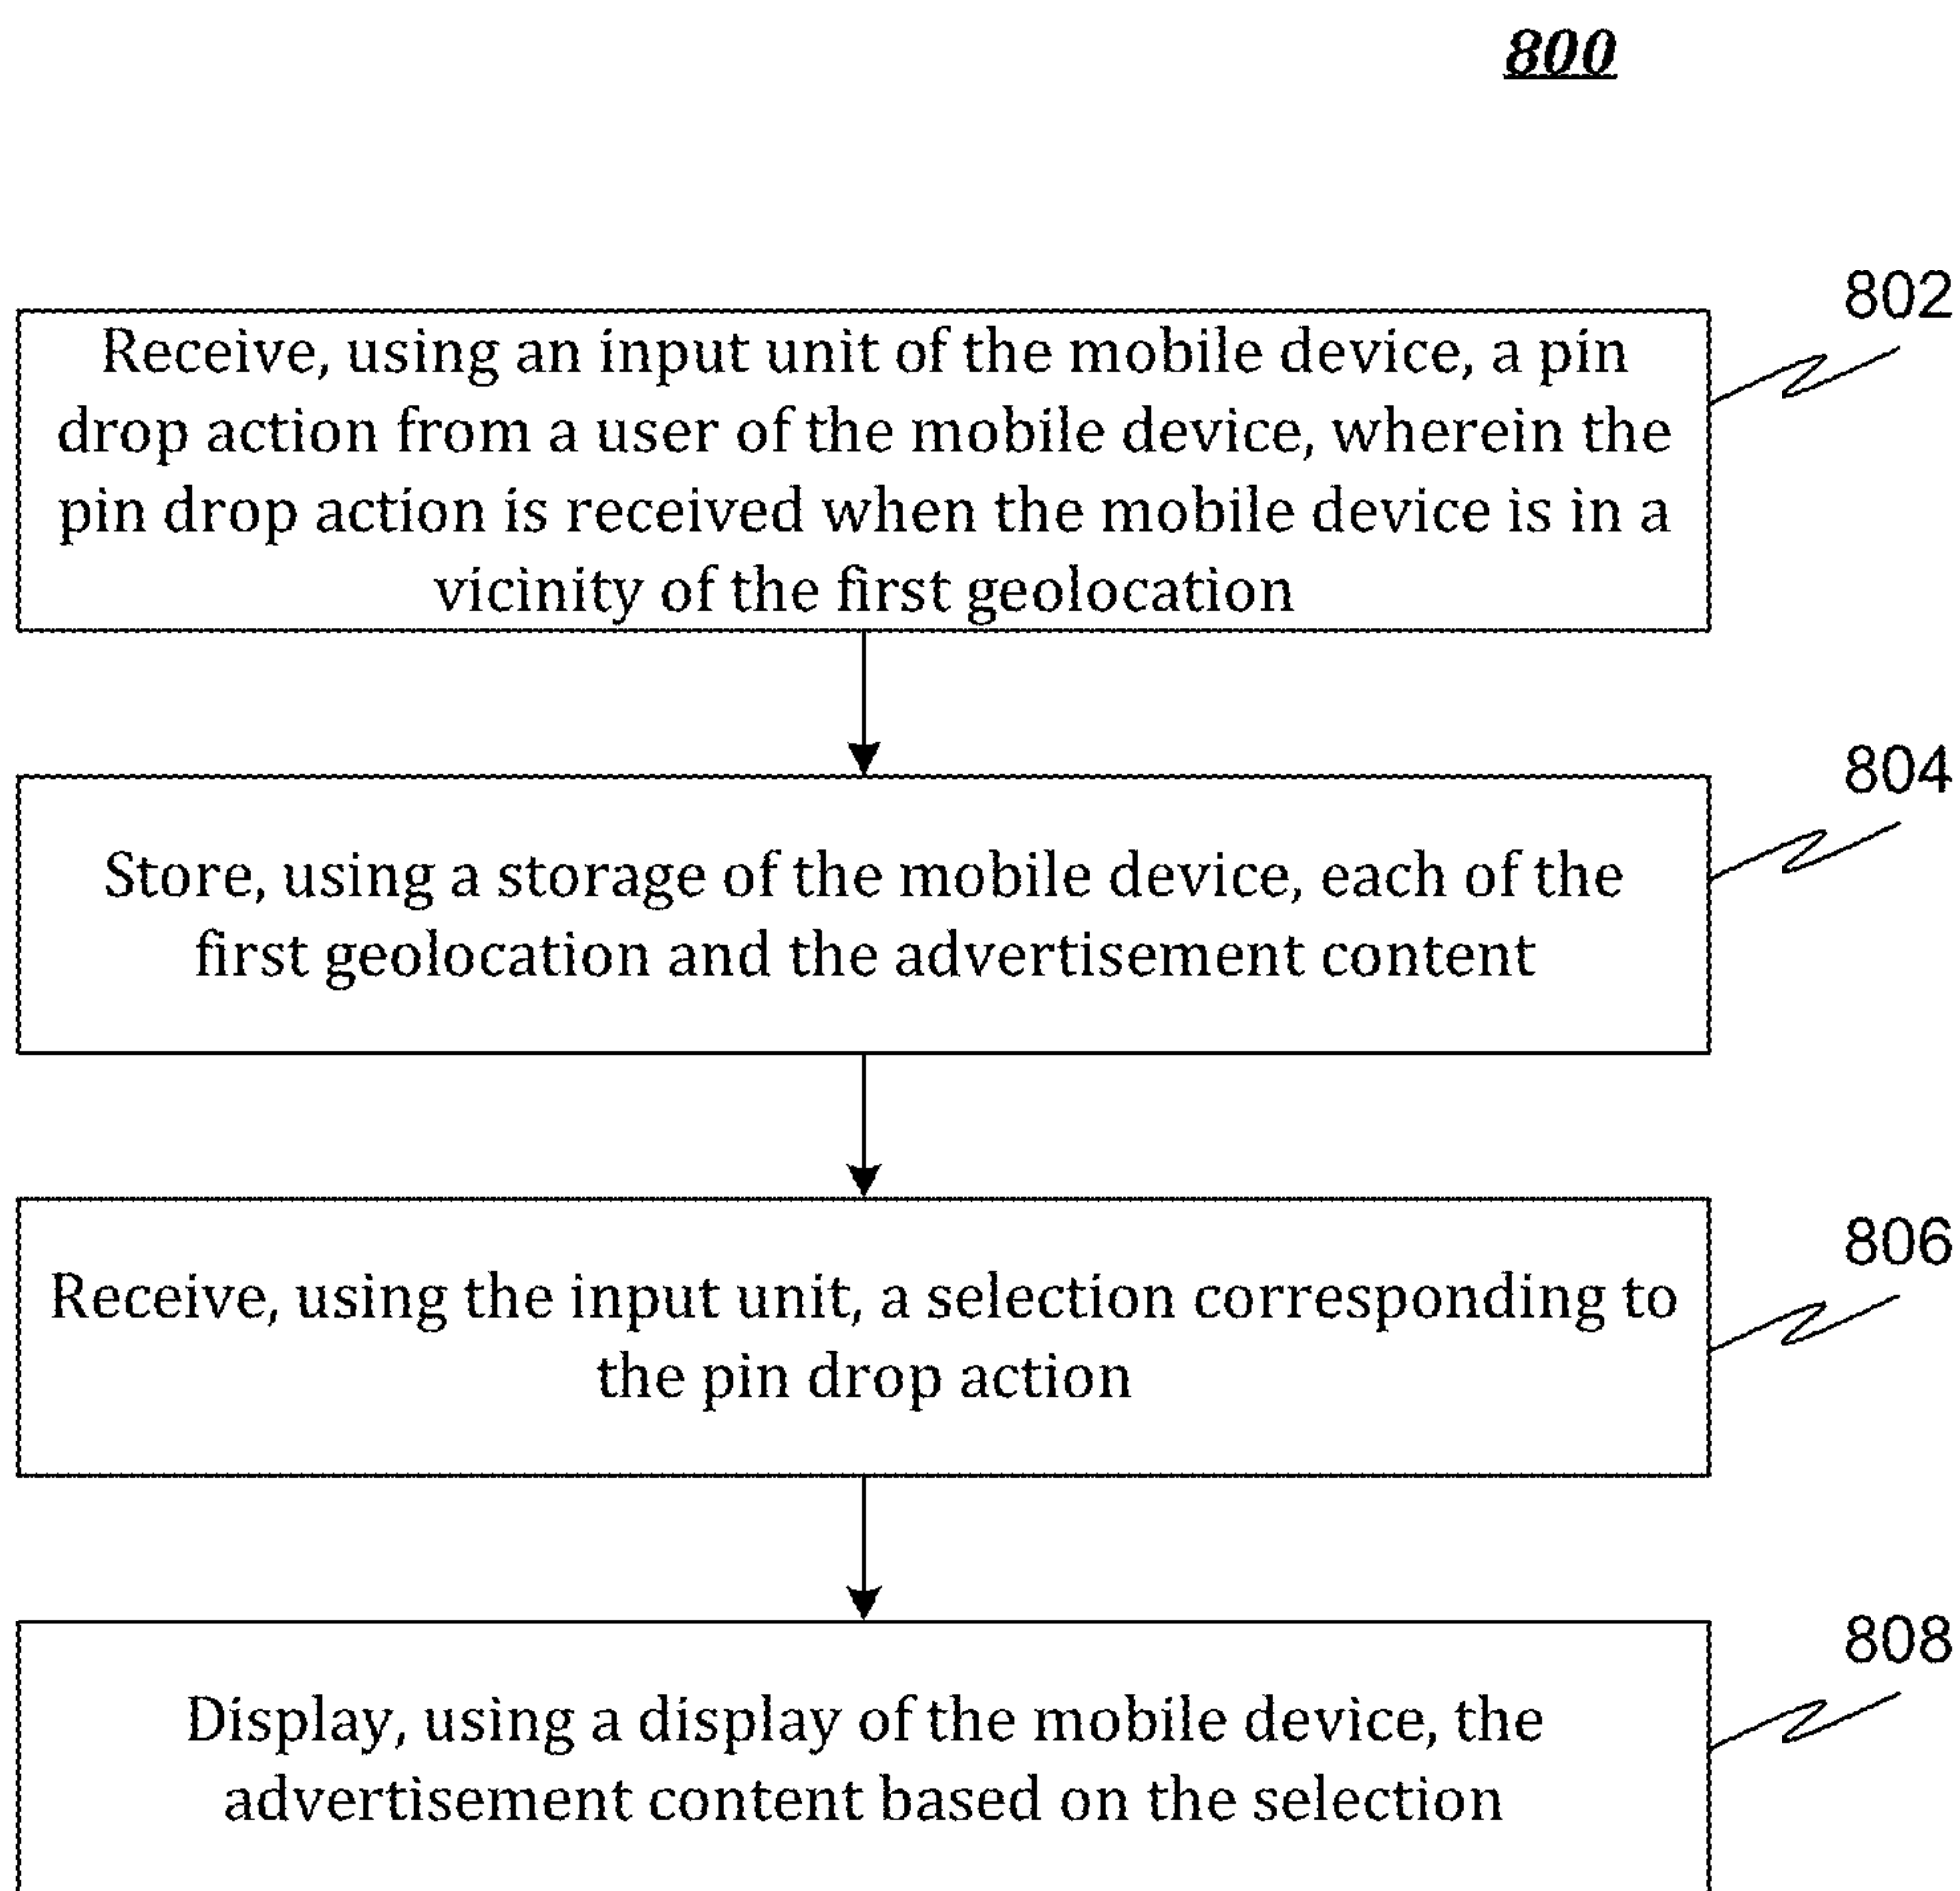 800
802
Receive, using an input unit of the mobile device, a pin
drop action from a user of the mobile device, wherein the
pin drop action is received when the mobile device is in a
vicinity of the first geolocation
804
Store, using a storage of the mobile device, each of the
first geolocation and the advertisement content
806
Receive, using the input unit, a selection corresponding to
the pin drop action
808
Display, using a display of the mobile device, the
advertisement content based on the selection